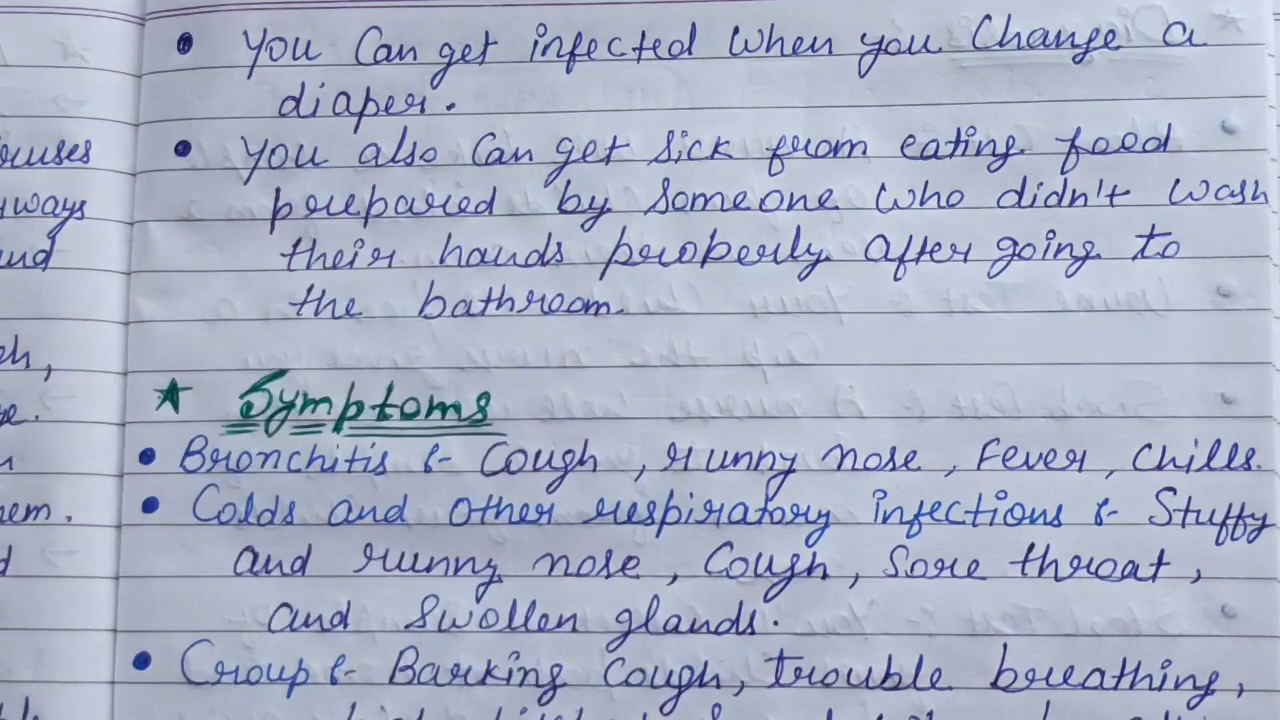 • You Can get infected when you Change a
diaper.
• You also Can get sick from eating food
prepared by someone who didn't wash
their hands properly after going to
the bathroom.
★ Symptoms
• Bronchitis :- Cough, runny nose, Fever, Chills.
• Colds and other respiratory infections :- Stuffy
and runny nose, Cough, Sore throat,
and Swollen glands.
• Croup :- Barking Cough, trouble breathing,